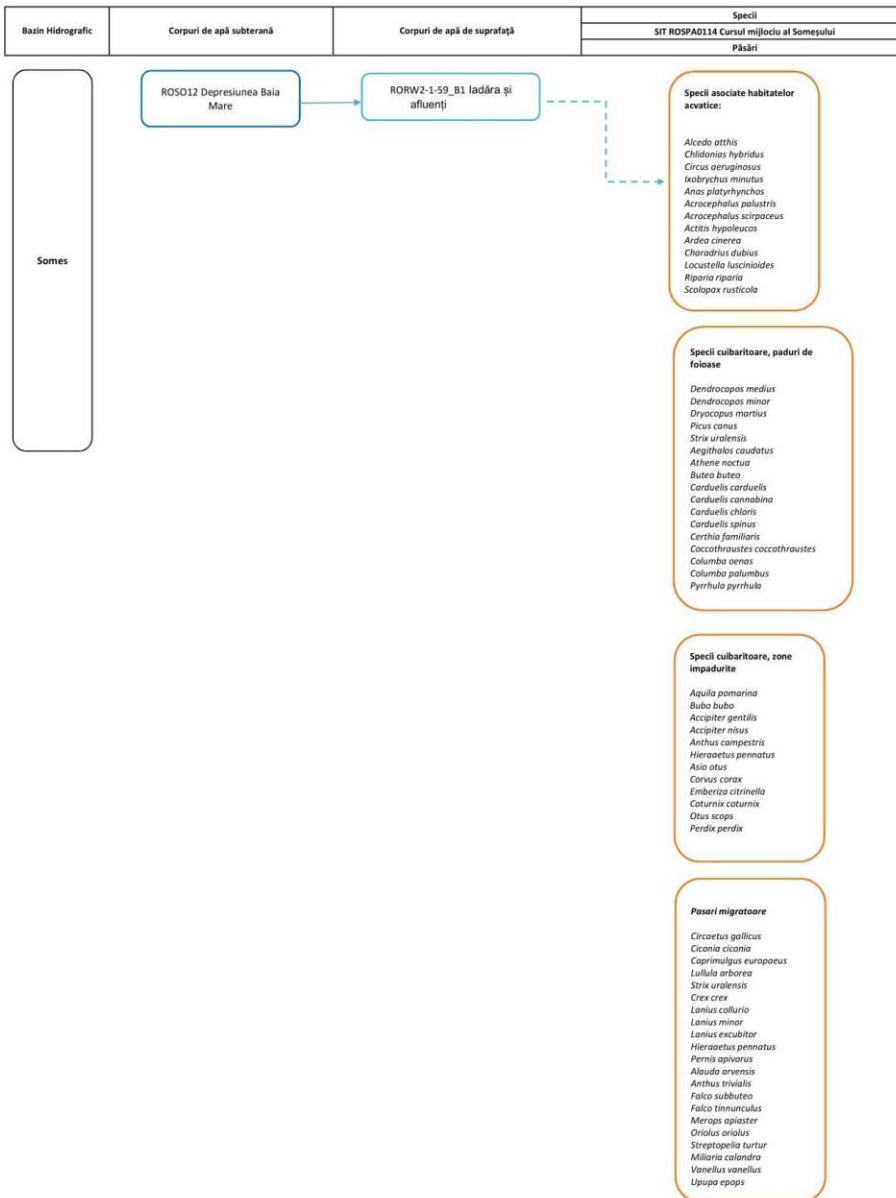 Bazin Hidrografic
Corpuri de apă subterană
Corpuri de apă de suprafață
Specii
SIT ROSPA0114 Cursul mijlociu al Someșului
Păsări
Somes
ROSO12 Depresiunea Baia
Mare
RORW2-1-59_B1 Iadăra și
afluenți
Specii asociate habitatelor
acvatice:
Alcedo atthis
Chlidonias hybridus
Circus aeruginosus
Ixobrychus minutus
Anas platyrhynchos
Acrocephalus palustris
Acrocephalus scirpaceus
Actitis hypoleucos
Ardea cinerea
Charadrius dubius
Locustella luscinioides
Riparia riparia
Scolopax rusticola
Specii cuibaritoare, paduri de
foioase
Dendrocopos medius
Dendrocopos minor
Dryocopus martius
Picus canus
Strix uralensis
Aegithalos caudatus
Athene noctua
Buteo buteo
Carduelis carduelis
Carduelis cannabina
Carduelis chloris
Carduelis spinus
Certhia familiaris
Coccothraustes coccothraustes
Columba oenas
Columba palumbus
Pyrrhula pyrrhula
Specii cuibaritoare, zone
impadurite
Aquila pomarina
Bubo bubo
Accipiter gentilis
Accipiter nisus
Anthus campestris
Hieraaetus pennatus
Asio otus
Corvus corax
Emberiza citrinella
Coturnix coturnix
Otus scops
Perdix perdix
Pasari migratoare
Circaetus gallicus
Ciconia ciconia
Caprimulgus europaeus
Lullula arborea
Strix uralensis
Crex crex
Lanius collurio
Lanius minor
Lanius excubitor
Hieraaetus pennatus
Pernis apivorus
Alauda arvensis
Anthus trivialis
Falco subbuteo
Falco tinnunculus
Merops apiaster
Oriolus oriolus
Streptopelia turtur
Miliaria calandra
Vanellus vanellus
Upupa epops